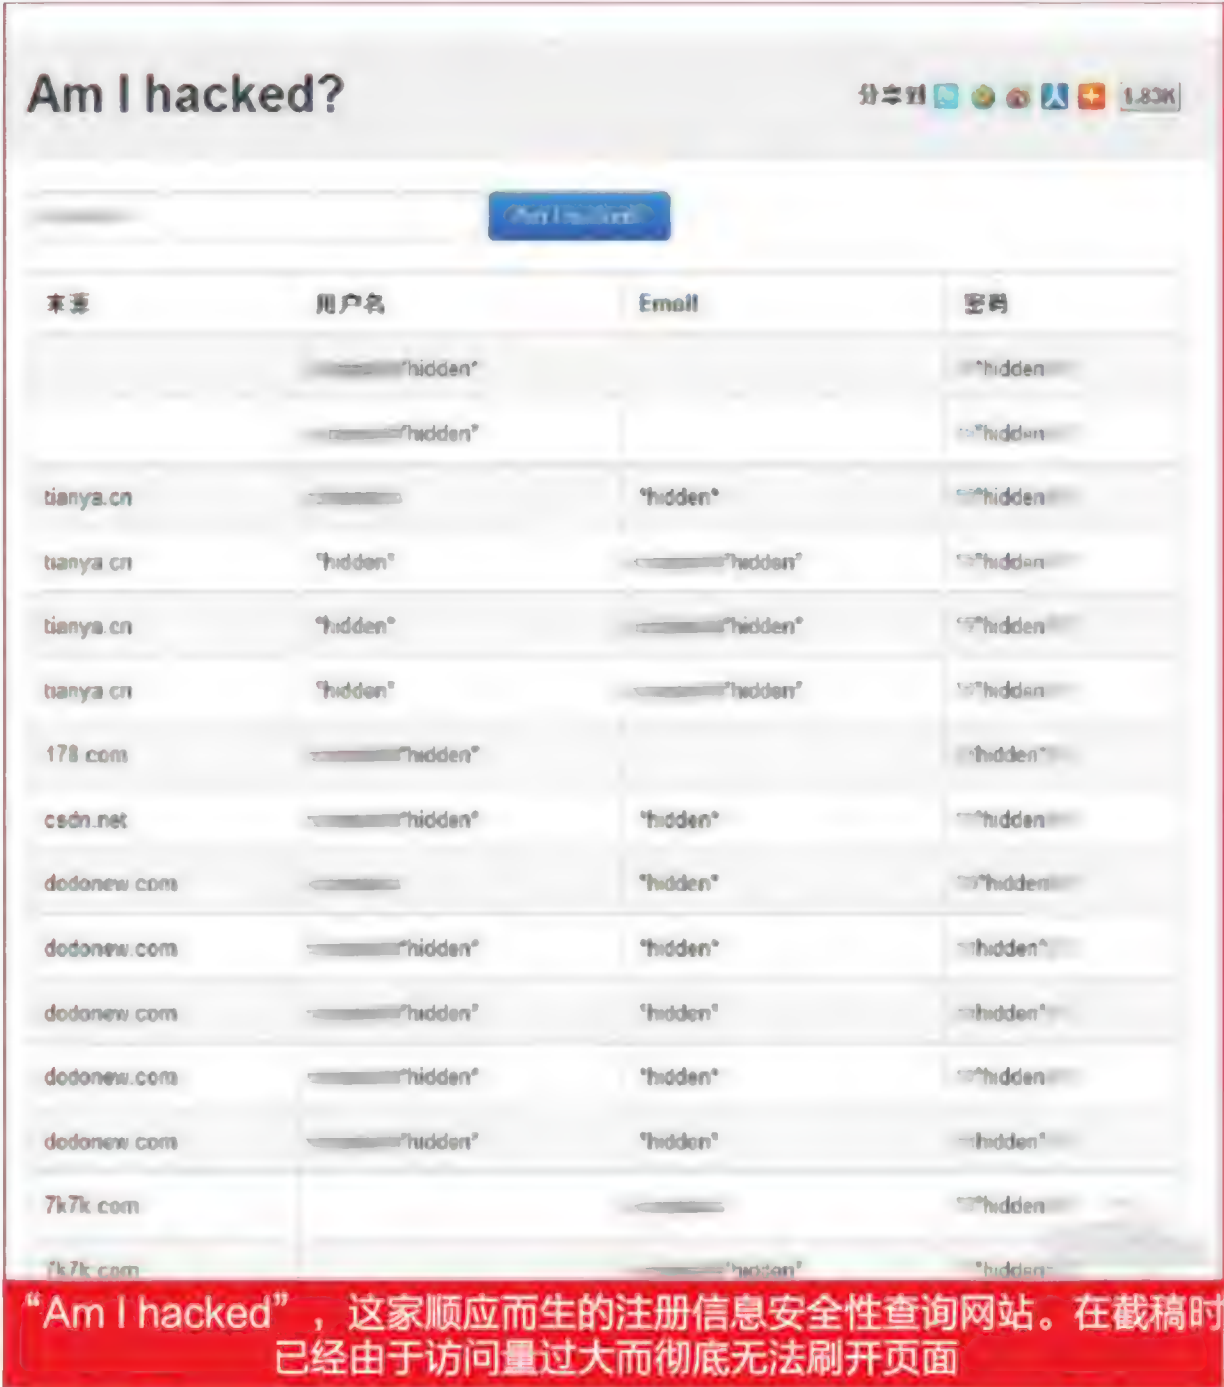 Am I hacked?
分享到 1.83K
Am I hacked?
来源 用户名 Email 密码
*hidden* *hidden
*hidden* *hidden
tianya.cn *hidden* *hidden
tianya.cn *hidden* *hidden* *hidden
tianya.cn *hidden* *hidden* *hidden
tianya.cn *hidden* *hidden* *hidden
178.com *hidden* *hidden*
csdn.net *hidden* *hidden* *hidden
dodonew.com *hidden* *hidden
dodonew.com *hidden* *hidden* *hidden*
dodonew.com *hidden* *hidden* *hidden*
dodonew.com *hidden* *hidden* *hidden
dodonew.com *hidden* *hidden* *hidden*
7k7k.com *hidden
7k7k.com *hidden* *hidden*
“Am I hacked”，这家顺应而生的注册信息安全性查询网站。在截稿时
已经由于访问量过大而彻底无法刷开页面